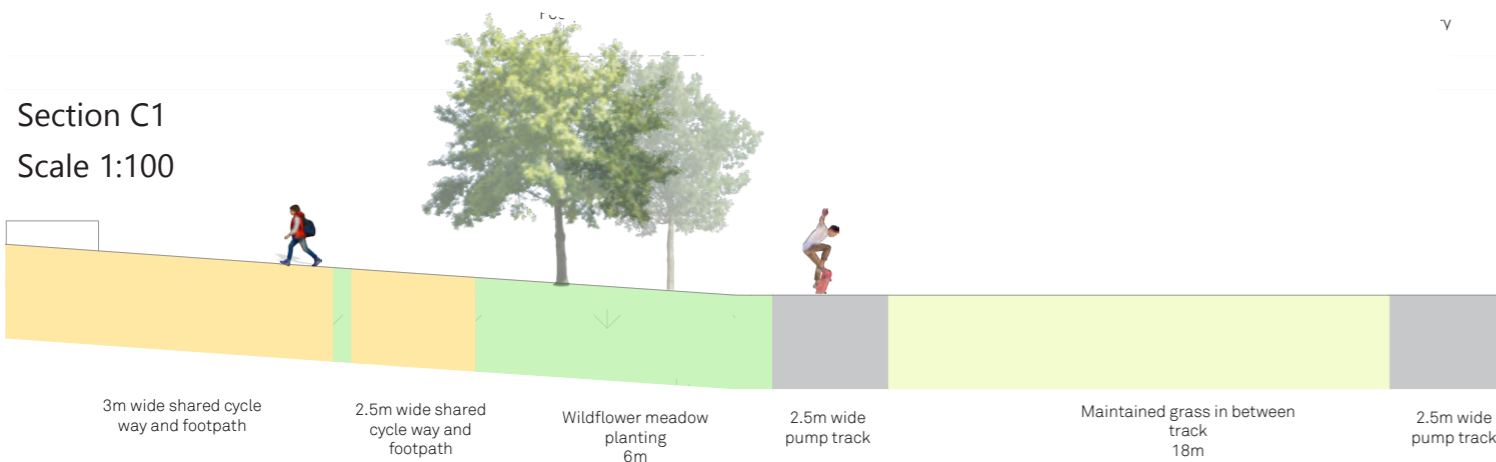 Section C1
Scale 1:100
3m wide shared cycle
way and footpath
2.5m wide shared
cycle way and
footpath
Wildflower meadow
planting
6m
2.5m wide
pump track
Maintained grass in between
track
18m
2.5m wide
pump track